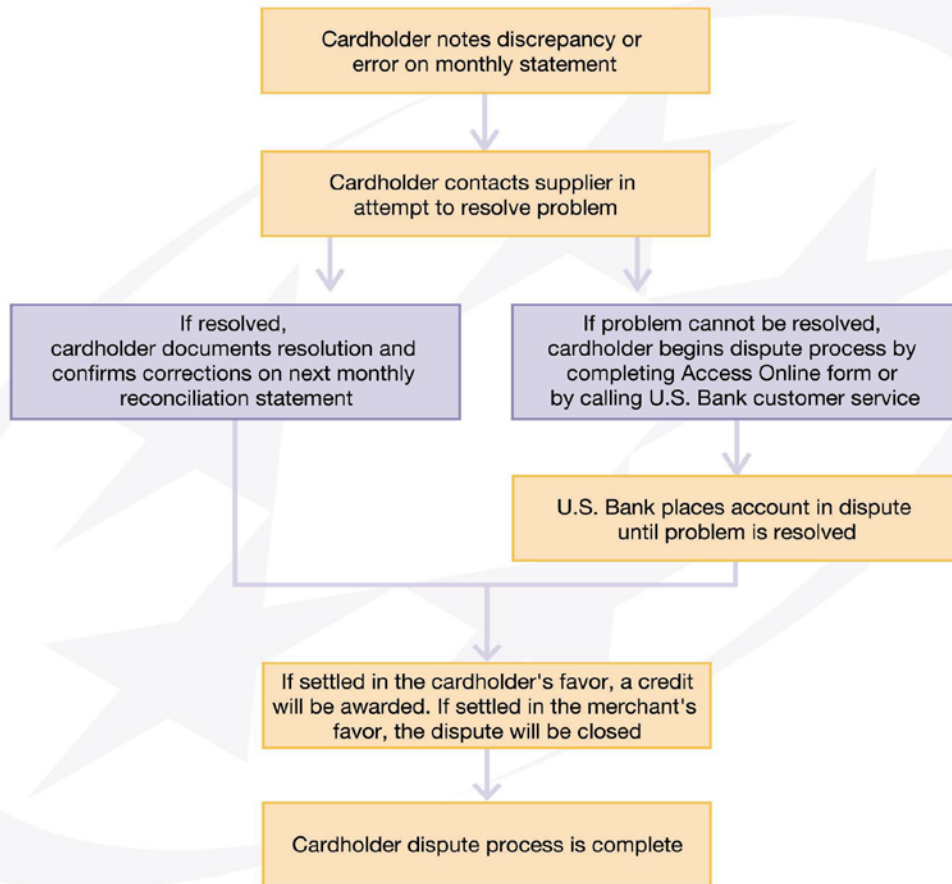 Cardholder notes discrepancy or
error on monthly statement
Cardholder contacts supplier in
attempt to resolve problem
If resolved,
cardholder documents resolution and
confirms corrections on next monthly
reconciliation statement
If problem cannot be resolved,
cardholder begins dispute process by
completing Access Online form or
by calling U.S. Bank customer service
U.S. Bank places account in dispute
until problem is resolved
If settled in the cardholder's favor, a credit
will be awarded. If settled in the merchant's
favor, the dispute will be closed
Cardholder dispute process is complete